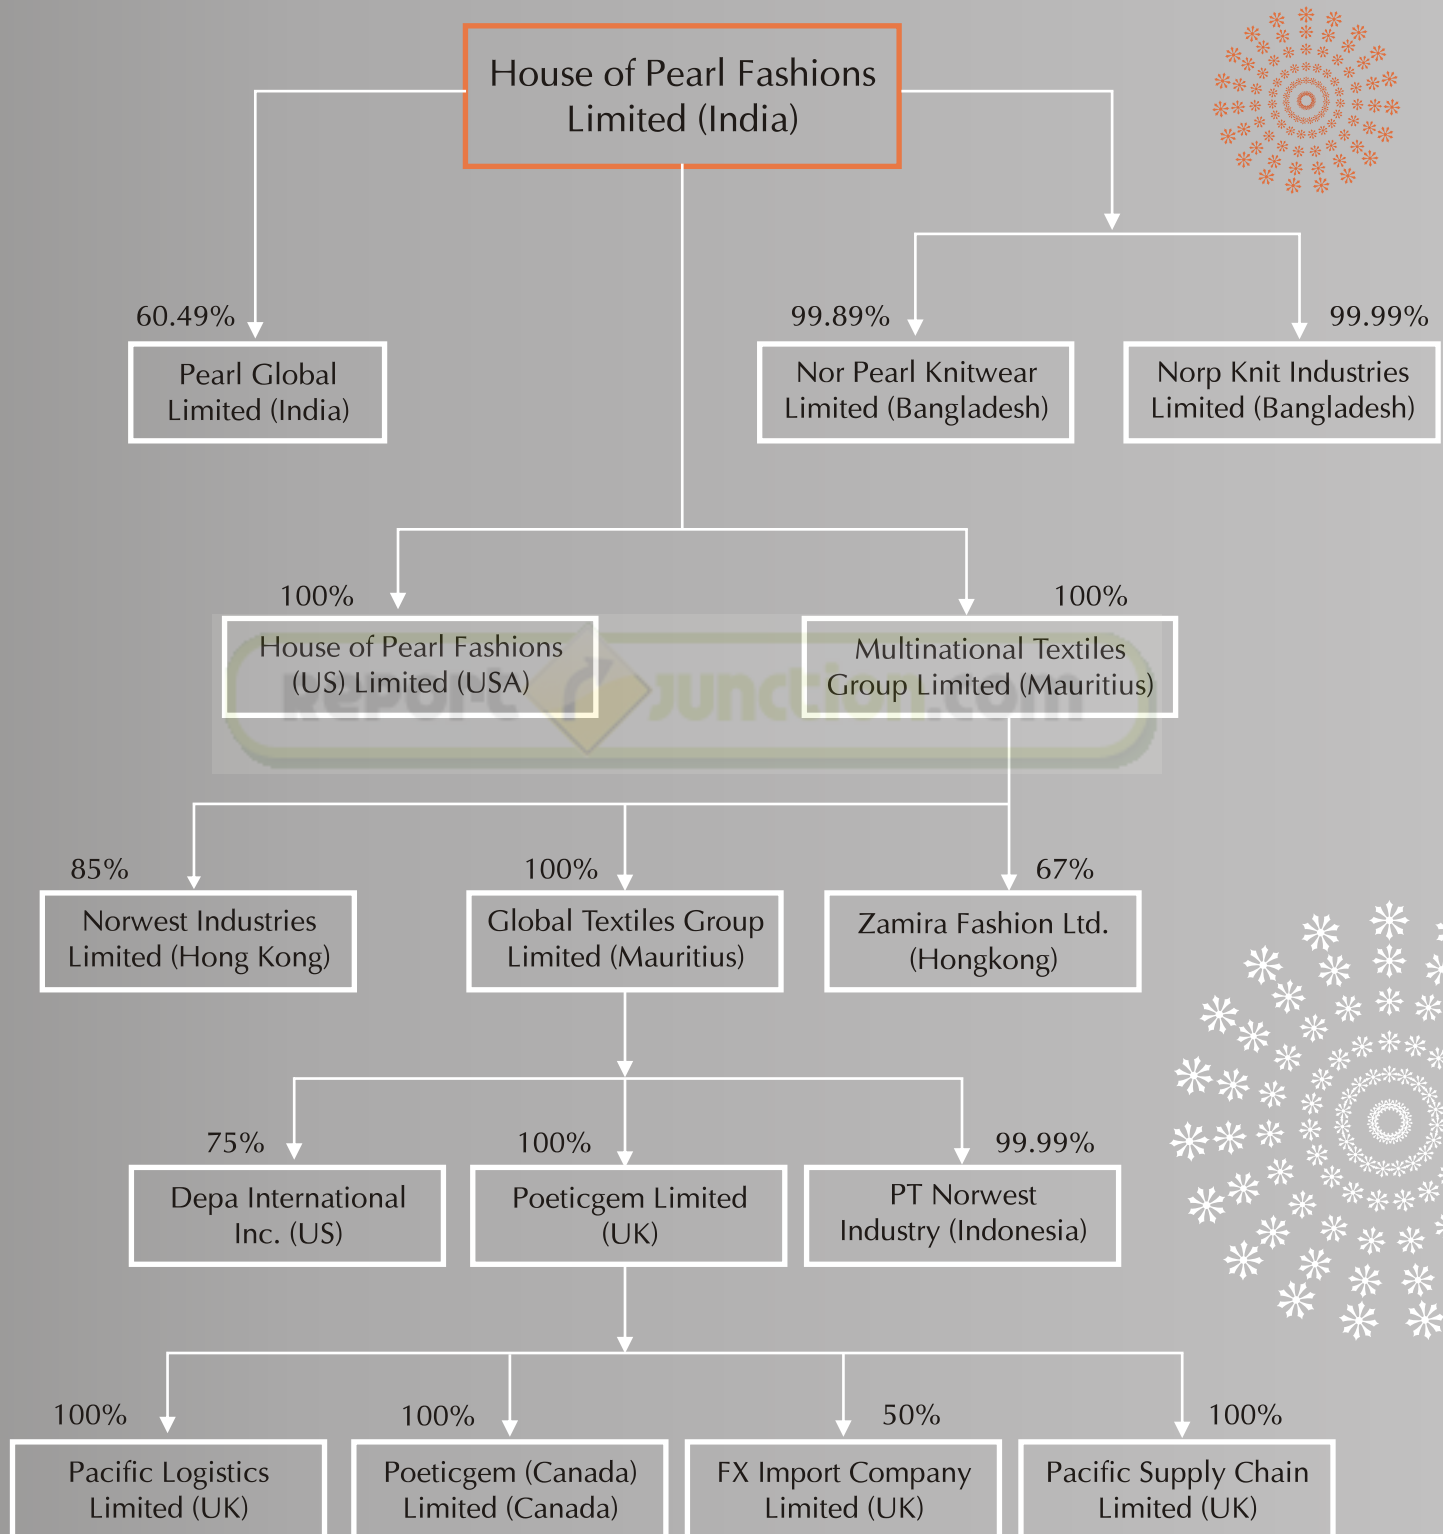 House of Pearl Fashions
Limited (India)
60.49%
Pearl Global
Limited (India)
99.89%
Nor Pearl Knitwear
Limited (Bangladesh)
99.99%
Norp Knit Industries
Limited (Bangladesh)
100%
House of Pearl Fashions
(US) Limited (USA)
100%
Multinational Textiles
Group Limited (Mauritius)
Report Junction.com
85%
Norwest Industries
Limited (Hong Kong)
100%
Global Textiles Group
Limited (Mauritius)
67%
Zamira Fashion Ltd.
(Hongkong)
75%
Depa International
Inc. (US)
100%
Poeticgem Limited
(UK)
99.99%
PT Norwest
Industry (Indonesia)
100%
Pacific Logistics
Limited (UK)
100%
Poeticgem (Canada)
Limited (Canada)
50%
FX Import Company
Limited (UK)
100%
Pacific Supply Chain
Limited (UK)